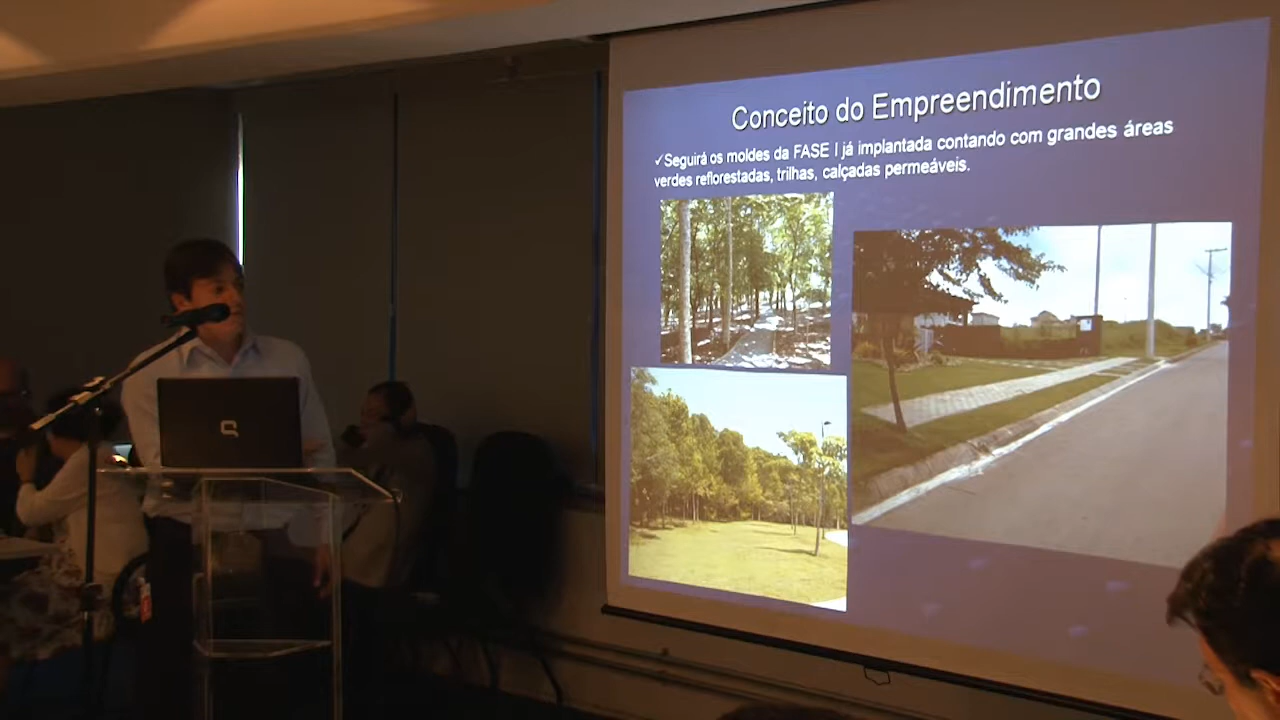 Conceito do Empreendimento
✓Seguirá os moldes da FASE I já implantada contando com grandes áreas
verdes reflorestadas, trilhas, calçadas permeáveis.